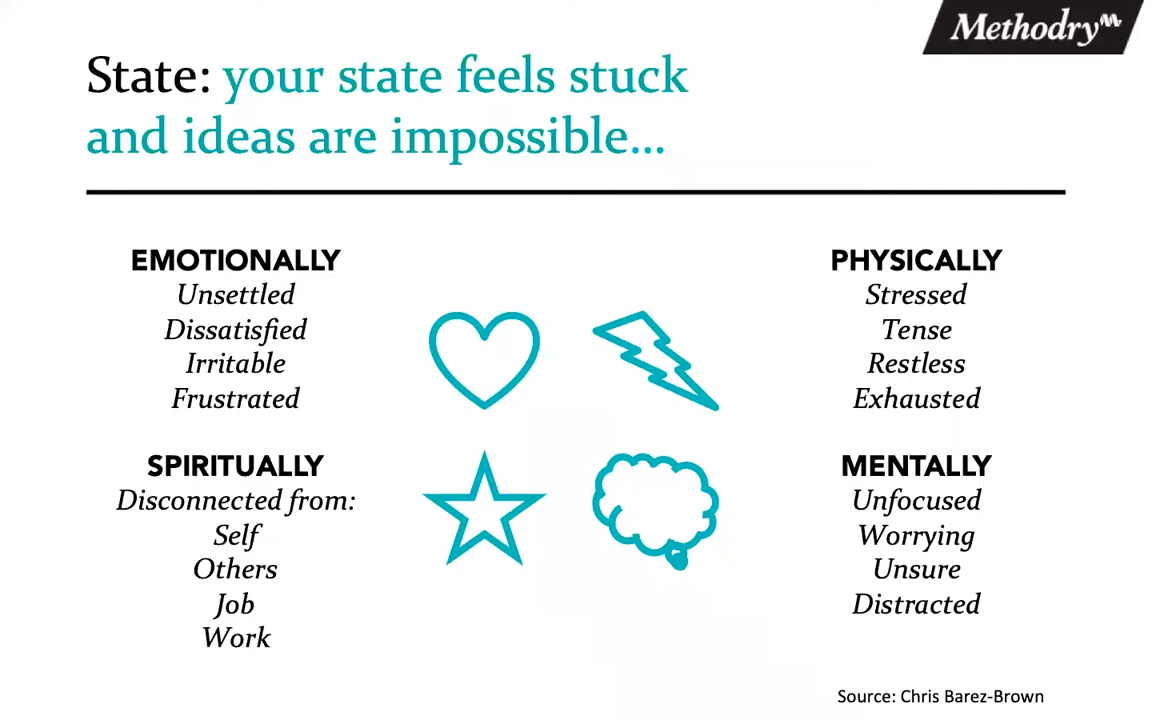 Methodry
State: your state feels stuck
and ideas are impossible...
EMOTIONALLY
Unsettled
Dissatisfied
Irritable
Frustrated
PHYSICALLY
Stressed
Tense
Restless
Exhausted
SPIRITUALLY
Disconnected from:
Self
Others
Job
Work
MENTALLY
Unfocused
Worrying
Unsure
Distracted
Source: Chris Barez-Brown